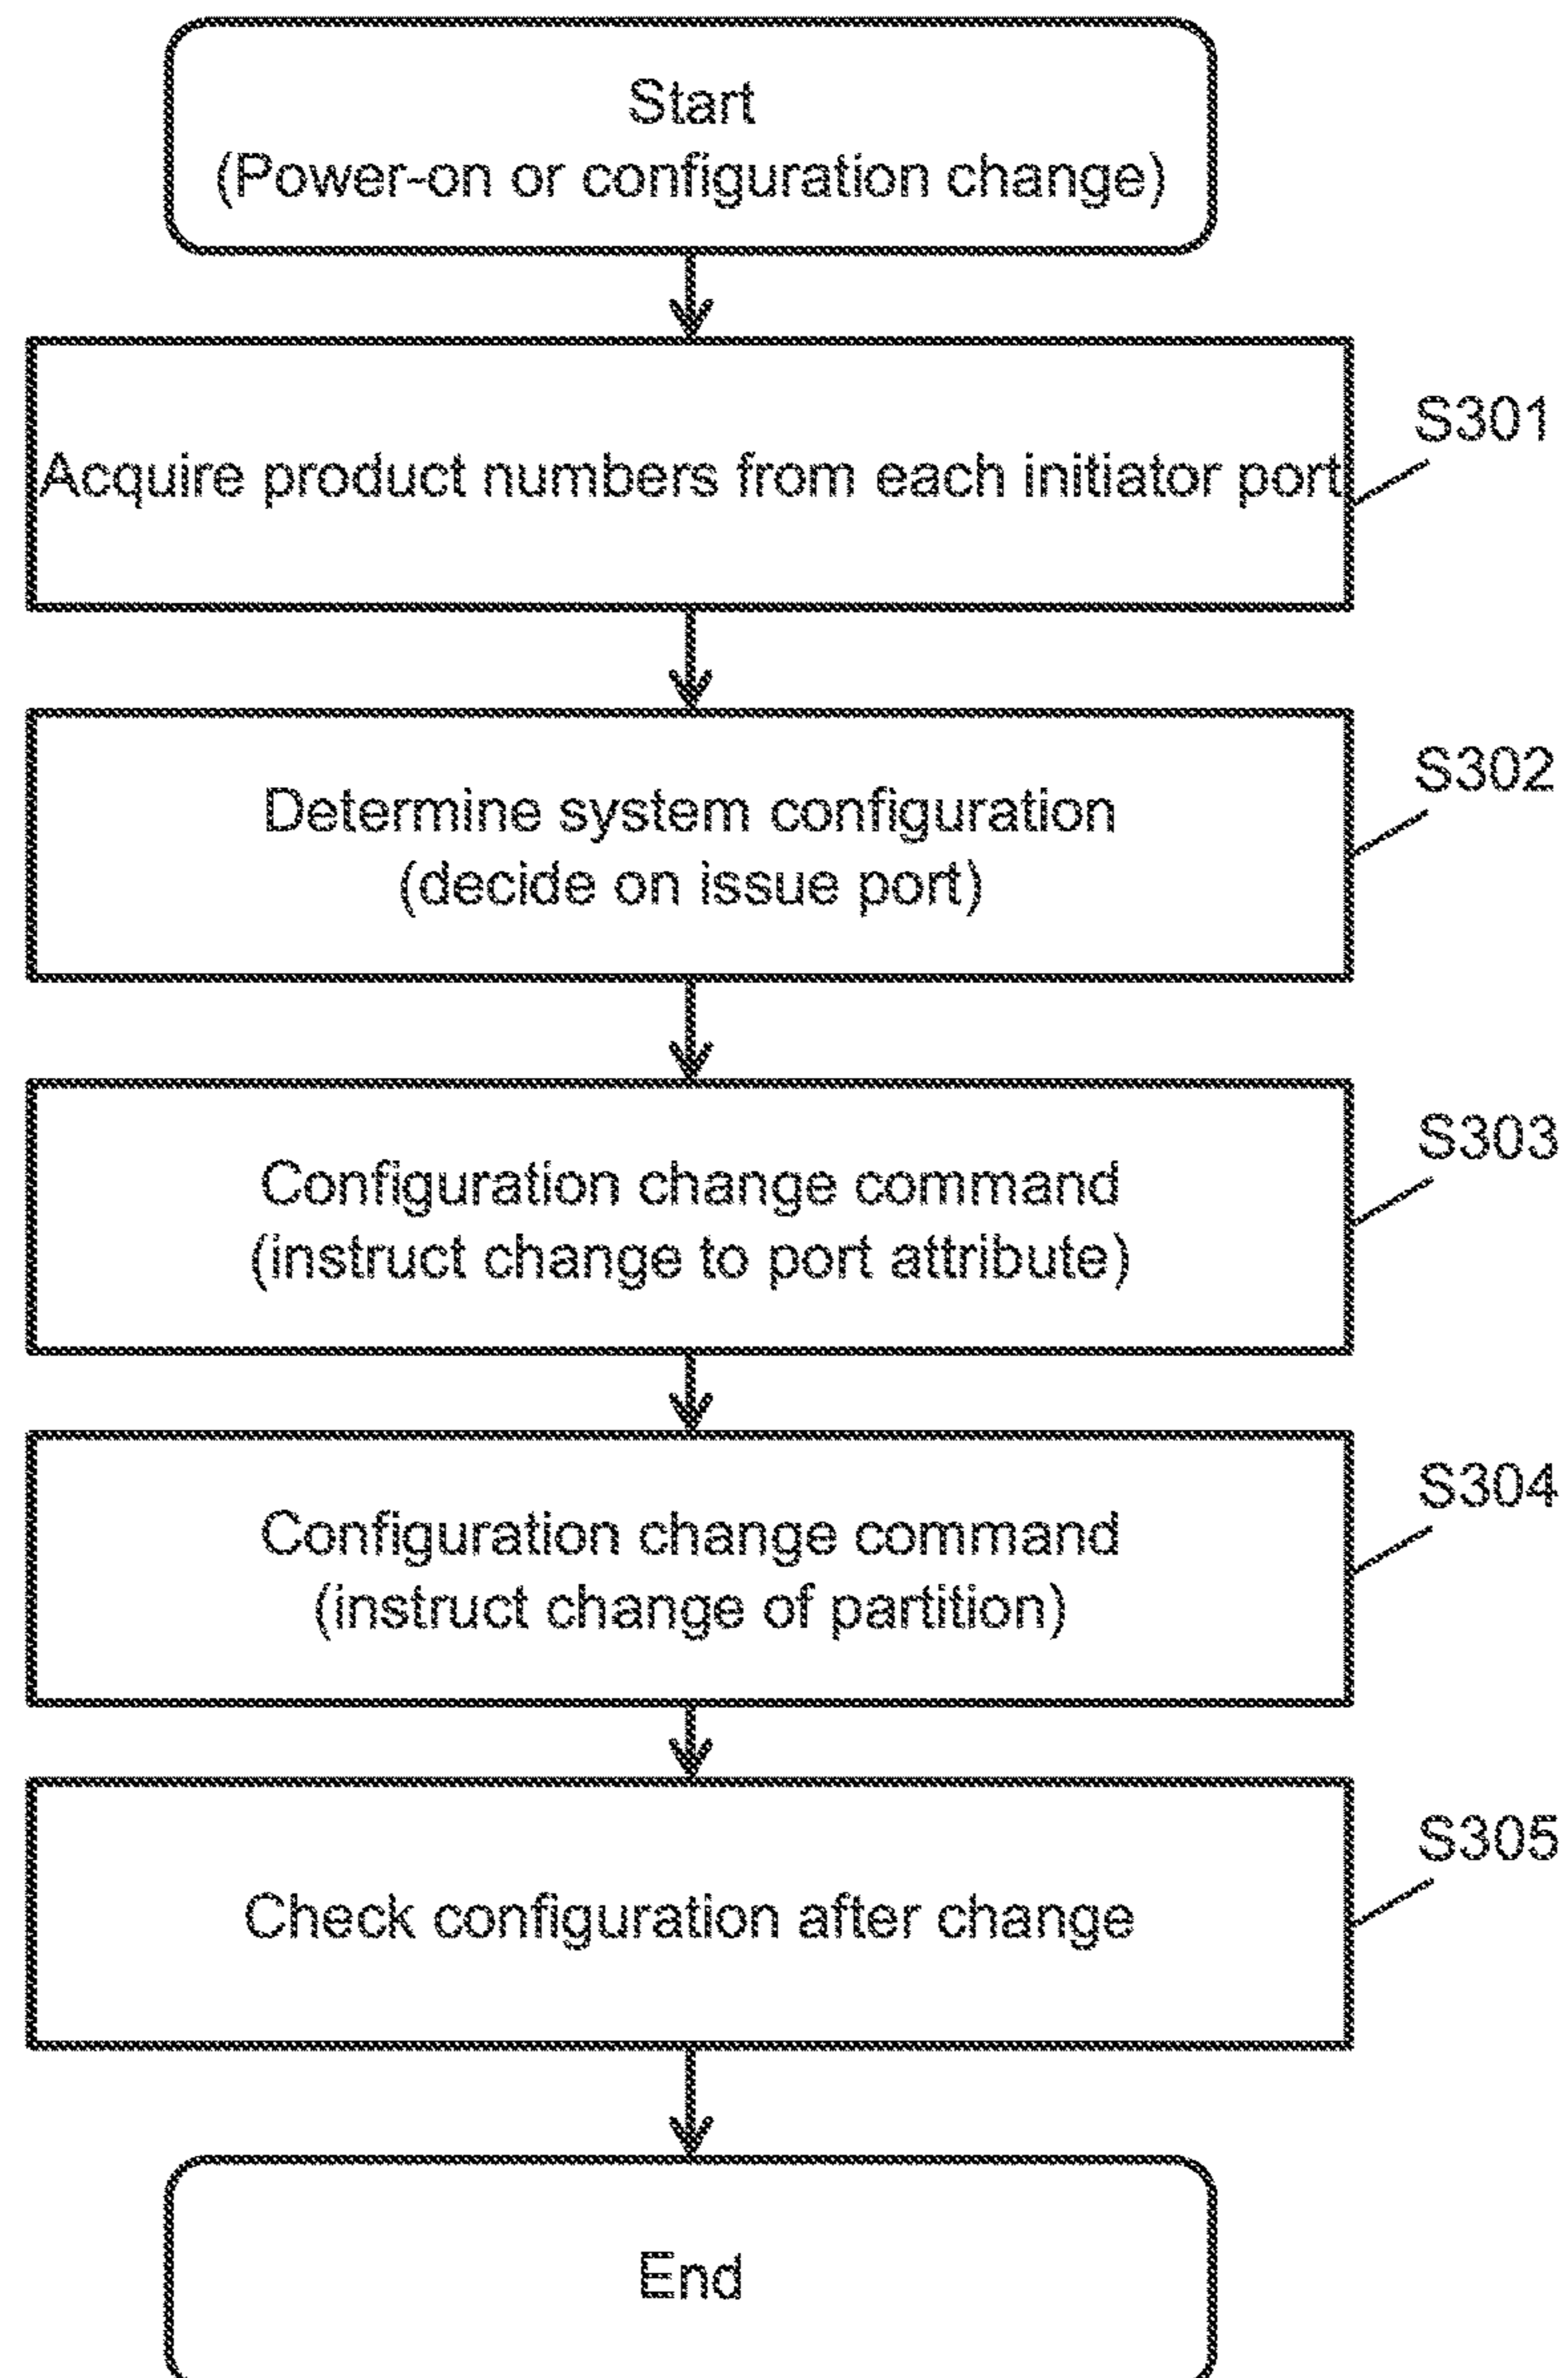 Start
(Power-on or configuration change)
Acquire product numbers from each initiator port
S301
Determine system configuration
(decide on issue port)
S302
Configuration change command
(instruct change to port attribute)
S303
Configuration change command
(instruct change of partition)
S304
Check configuration after change
S305
End